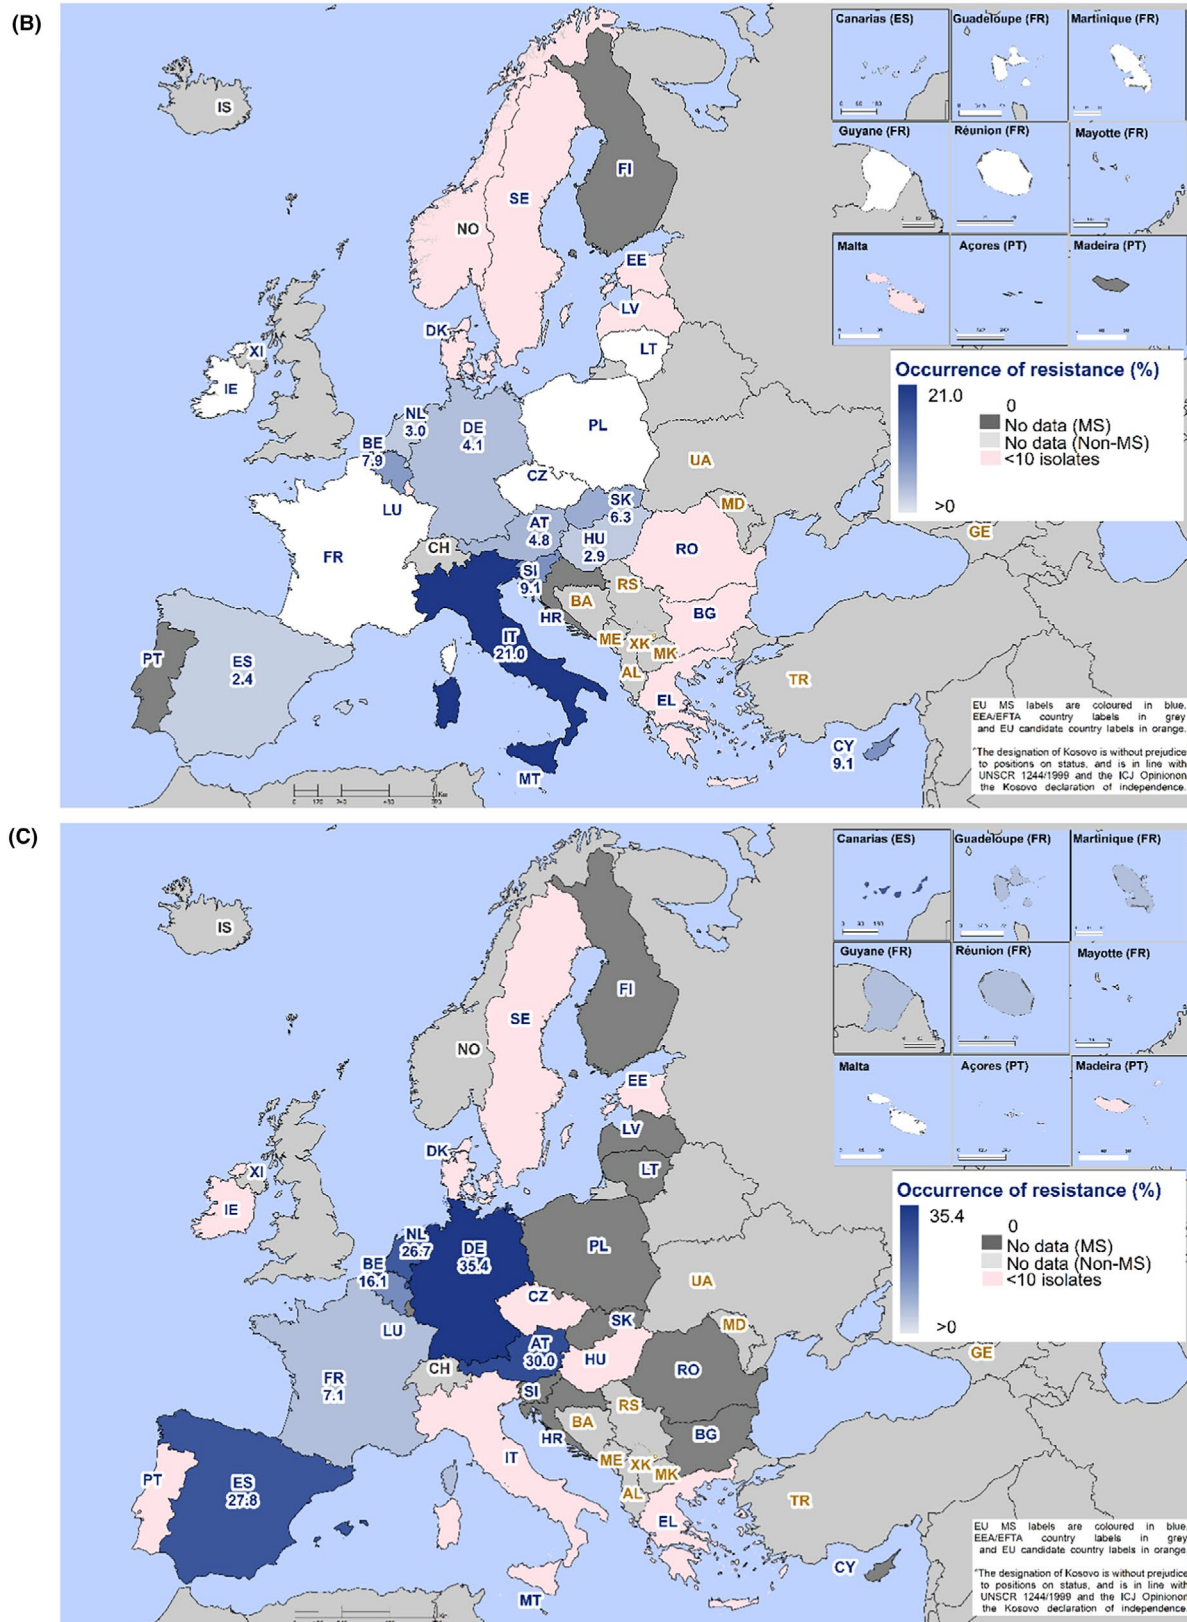 (B)
Canarias (ES)
Guadeloupe (FR)
Martinique (FR)
IS
Guyane (FR)
Réunion (FR)
Mayotte (FR)
FI
SE
NO
Malta
Açores (PT)
Madeira (PT)
EE
LV
DK
LT
XI
IE
Occurrence of resistance (%)
21.0
0
No data (MS)
No data (Non-MS)
<10 isolates
>0
NL
3.0
DE
4.1
PL
BE
7.9
UA
CZ
LU
SK
6.3
MD
AT
4.8
HU
2.9
CH
FR
RO
GE
SI
9.1
RS
BA
HR
BG
IT
21.0
ME
XK°
MK
AL
PT
ES
2.4
EL
TR
MT
CY
9.1
EU MS labels are coloured in blue.
EEA/EFTA country labels in grey
and EU candidate country labels in orange.
°The designation of Kosovo is without prejudice
to positions on status, and is in line with
UNSCR 1244/1999 and the ICJ Opinionon
the Kosovo declaration of independence.
(C)
Canarias (ES)
Guadeloupe (FR)
Martinique (FR)
IS
Guyane (FR)
Réunion (FR)
Mayotte (FR)
FI
SE
NO
Malta
Açores (PT)
Madeira (PT)
EE
LV
DK
LT
XI
IE
Occurrence of resistance (%)
35.4
0
No data (MS)
No data (Non-MS)
<10 isolates
>0
NL
26.7
DE
35.4
PL
BE
16.1
UA
CZ
LU
SK
MD
AT
30.0
HU
CH
FR
7.1
RO
GE
SI
RS
BA
HR
BG
IT
ME
XK°
MK
AL
PT
ES
27.8
EL
TR
MT
CY
EU MS labels are coloured in blue.
EEA/EFTA country labels in grey
and EU candidate country labels in orange.
°The designation of Kosovo is without prejudice
to positions on status, and is in line with
UNSCR 1244/1999 and the ICJ Opinionon
the Kosovo declaration of independence.